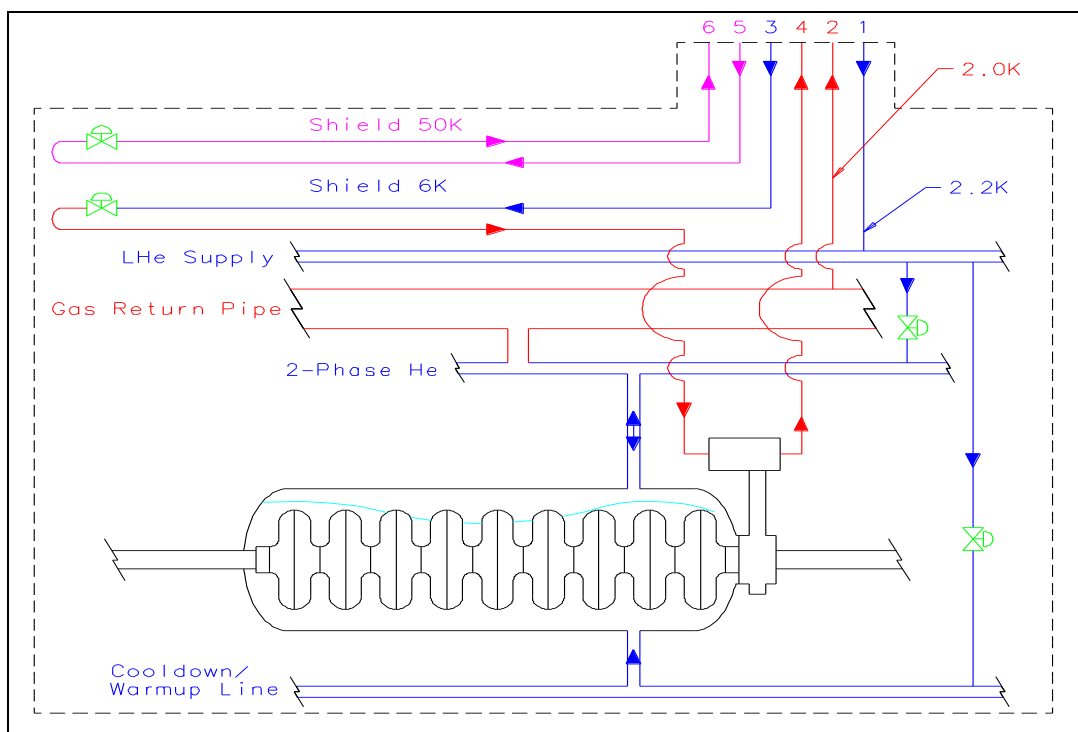 6 5 3 4 2 1
2.0K
Shield 50K
Shield 6K
2.2K
LHe Supply
Gas Return Pipe
2-Phase He
Cooldown/
Warmup Line